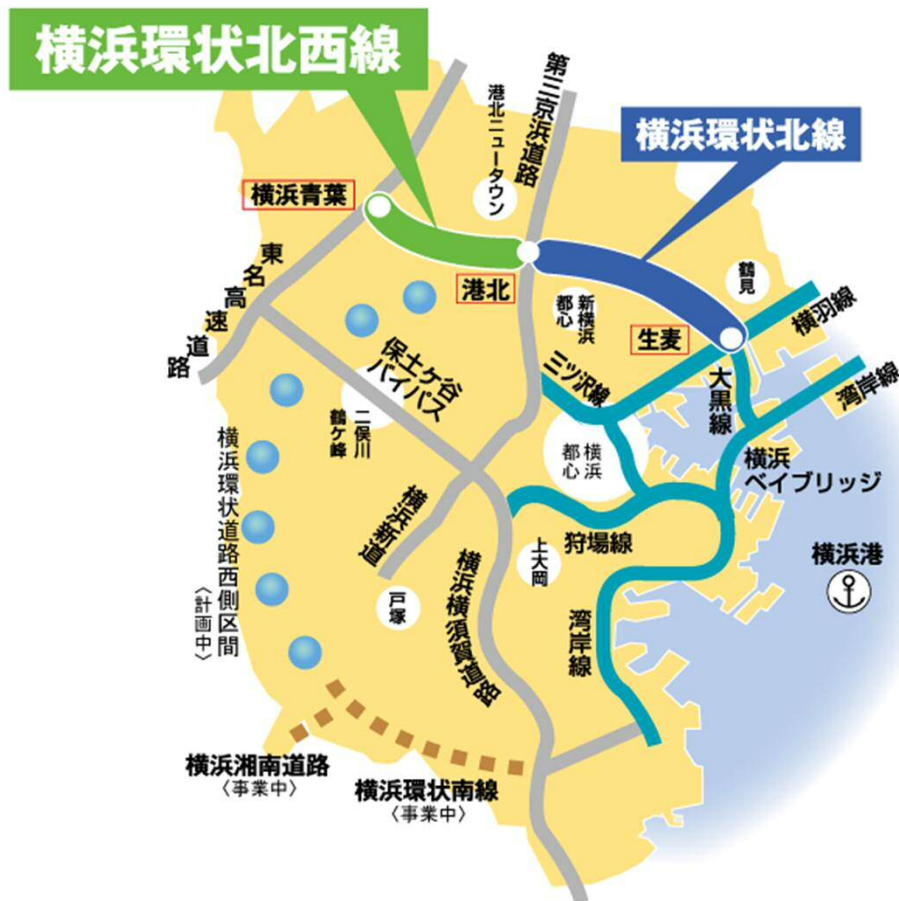 横浜環状北西線
第三京浜道路
港北ニュータウン
横浜環状北線
横浜青葉
港北
鶴見
新横浜
都心
生麦
横羽線
東名高速道路
保土ケ谷
バイパス
三ツ沢線
大黒線
湾岸線
二俣川
鶴ケ峰
横浜
都心
横浜
ベイブリッジ
横浜環状道路西側区間
〈計画中〉
横浜新道
狩場線
上大岡
横浜港
戸塚
横浜横須賀道路
湾岸線
横浜湘南道路
〈事業中〉
横浜環状南線
〈事業中〉